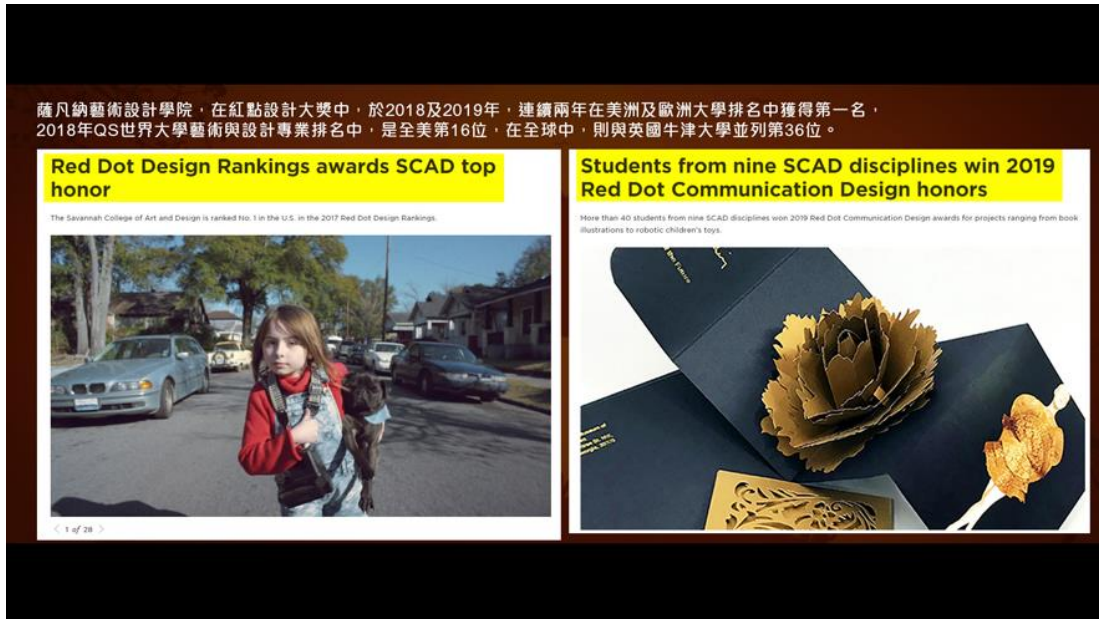 薩凡納藝術設計學院，在紅點設計大獎中，於2018及2019年，連續兩年在美洲及歐洲大學排名中獲得第一名，
2018年QS世界大學藝術與設計專業排名中，是全美第16位，在全球中，則與英國牛津大學並列第36位。
Red Dot Design Rankings awards SCAD top
honor
The Savannah College of Art and Design is ranked No. 1 in the U.S. in the 2017 Red Dot Design Rankings.
< 1 of 28 >
Students from nine SCAD disciplines win 2019
Red Dot Communication Design honors
More than 40 students from nine SCAD disciplines won 2019 Red Dot Communication Design awards for projects ranging from book
illustrations to robotic children's toys.
the Future